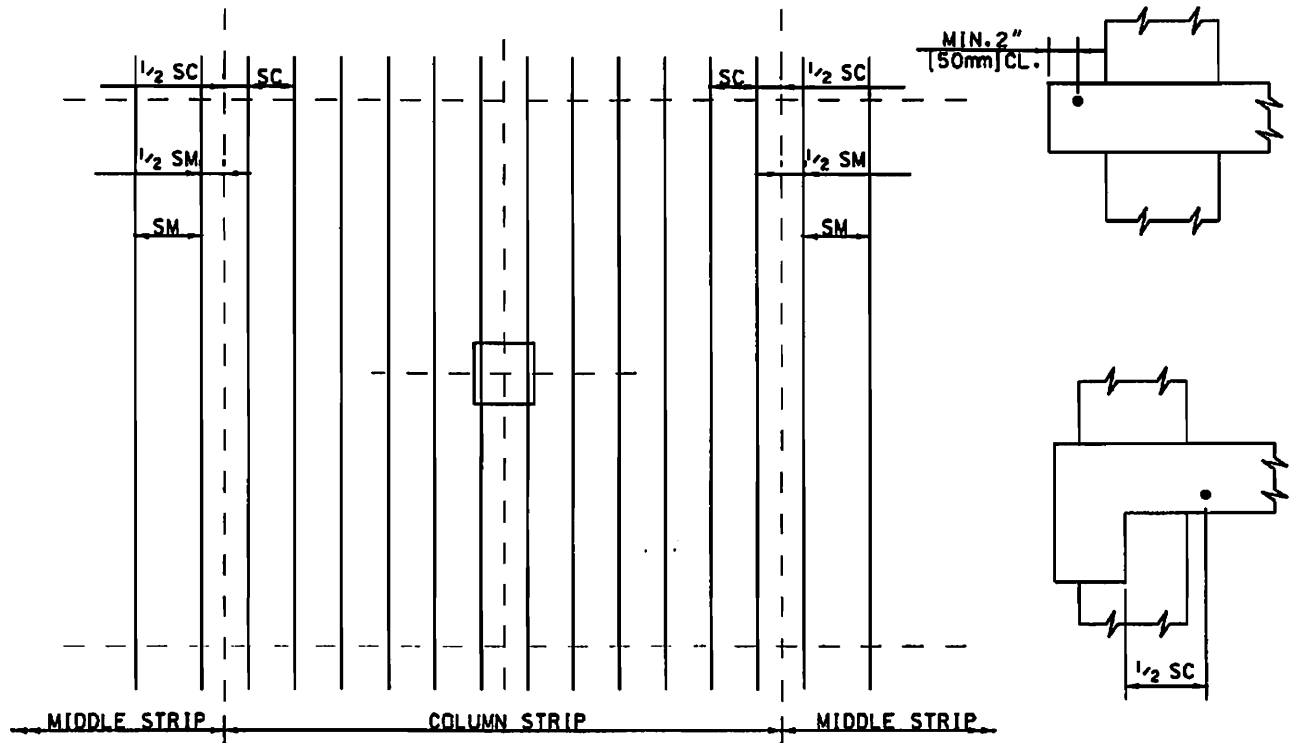 1/2 SC
SC
SC
1/2 SC
MIN. 2"
[50mm] CL.
1/2 SM
1/2 SM
SM
SM
1/2 SC
MIDDLE STRIP
COLUMN STRIP
MIDDLE STRIP